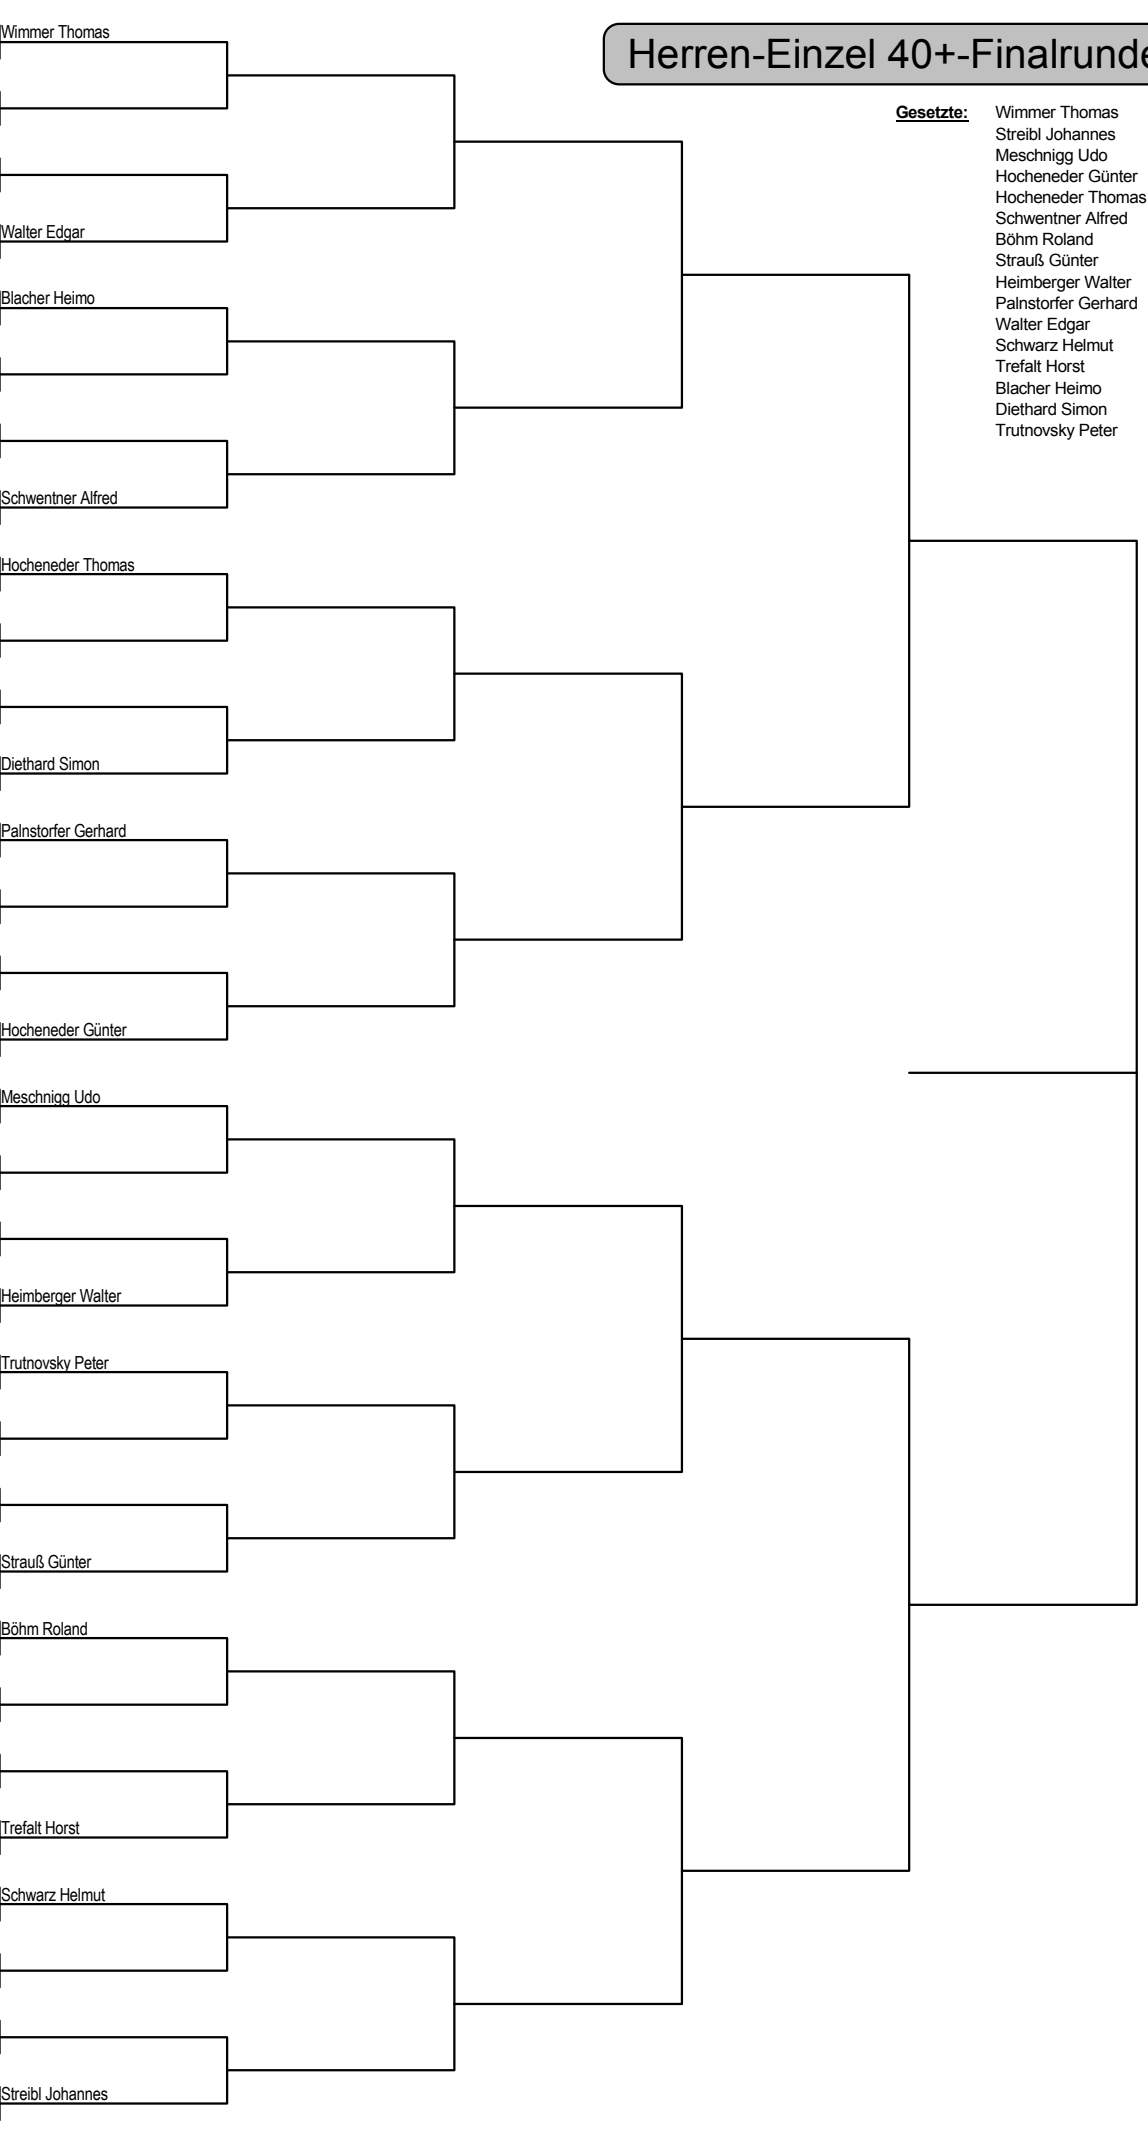 Herren-Einzel 40+-Finalrunde
Gesetzte: Wimmer Thomas
Streibl Johannes
Meschnigg Udo
Hocheneder Günter
Hocheneder Thomas
Schwentner Alfred
Böhm Roland
Strauß Günter
Heimberger Walter
Palnstorfer Gerhard
Walter Edgar
Schwarz Helmut
Trefalt Horst
Blacher Heimo
Diethard Simon
Trutnovsky Peter
Wimmer Thomas
Walter Edgar
Blacher Heimo
Schwentner Alfred
Hocheneder Thomas
Diethard Simon
Palnstorfer Gerhard
Hocheneder Günter
Meschnigg Udo
Heimberger Walter
Trutnovsky Peter
Strauß Günter
Böhm Roland
Trefalt Horst
Schwarz Helmut
Streibl Johannes